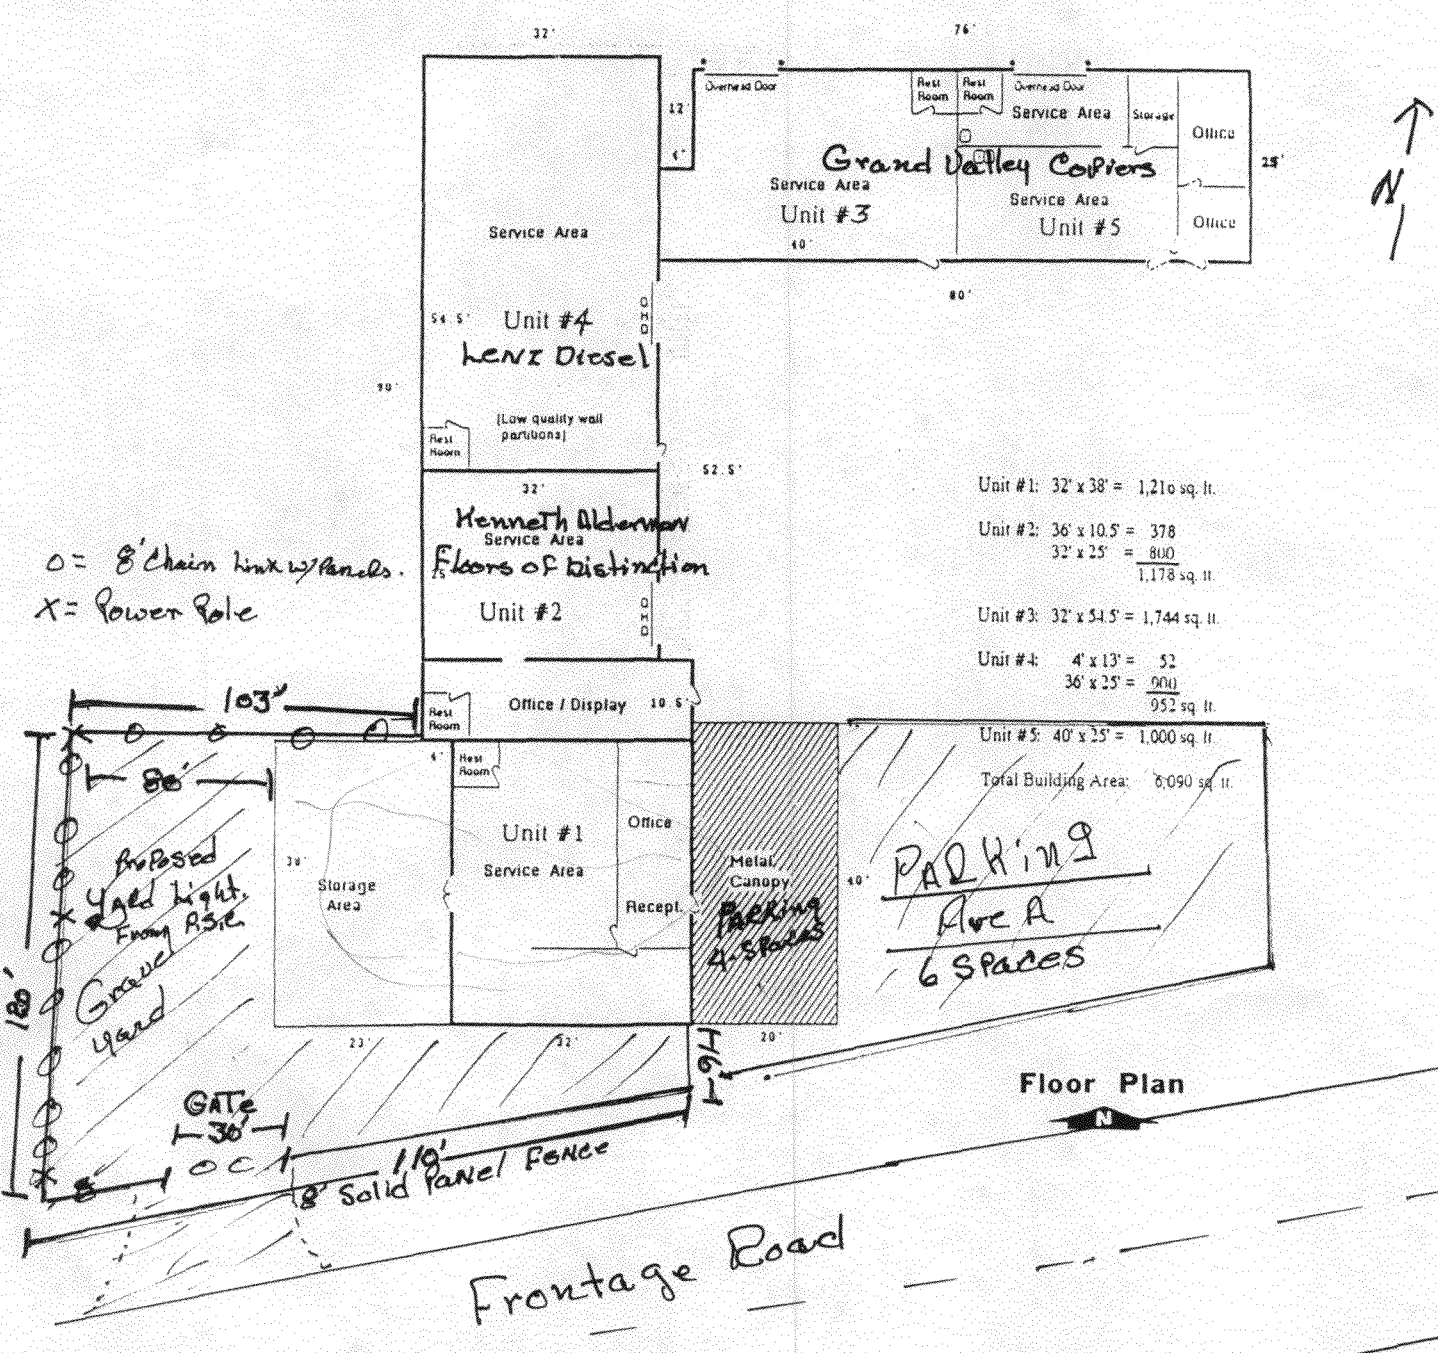 32'
76'
Overhead Door
Rest Room
Rest Room
Overhead Door
Service Area
Storage
Office
12'
4'
25'
Grand Valley Copiers
Service Area
Unit #3
Service Area
Unit #5
Office
N
40'
80'
Service Area
54.5'
Unit #4
OHD
Lenz Diesel
90'
(Low quality wall
partitions)
Rest
Room
52.5'
32'
Kenneth Alderman
Service Area
25'
Floors of Distinction
Unit #2
OHD
Unit #1: 32' x 38' = 1,216 sq. ft.
Unit #2: 36' x 10.5' = 378
32' x 25' = 800
1,178 sq. ft.
Unit #3: 32' x 54.5' = 1,744 sq. ft.
Unit #4: 4' x 13' = 52
36' x 25' = 900
952 sq. ft.
Unit #5: 40' x 25' = 1,000 sq. ft.
Total Building Area: 6,090 sq. ft.
O = 8' Chain Link w/ Panels.
X = Power Pole
103'
Rest
Room
Office / Display
10.5'
4'
Rest
Room
Unit #1
Service Area
Office
Recept.
38'
Storage
Area
Metal
Canopy
Parking
4-Spaces
40'
Parking
Are A
6 Spaces
Proposed
Yard Light.
From P.S.C.
Gravel
Yard
180'
23'
32'
20'
16'
GATe
30'
8'
118'
8' Solid Panel Fence
Floor Plan
N
Frontage Road